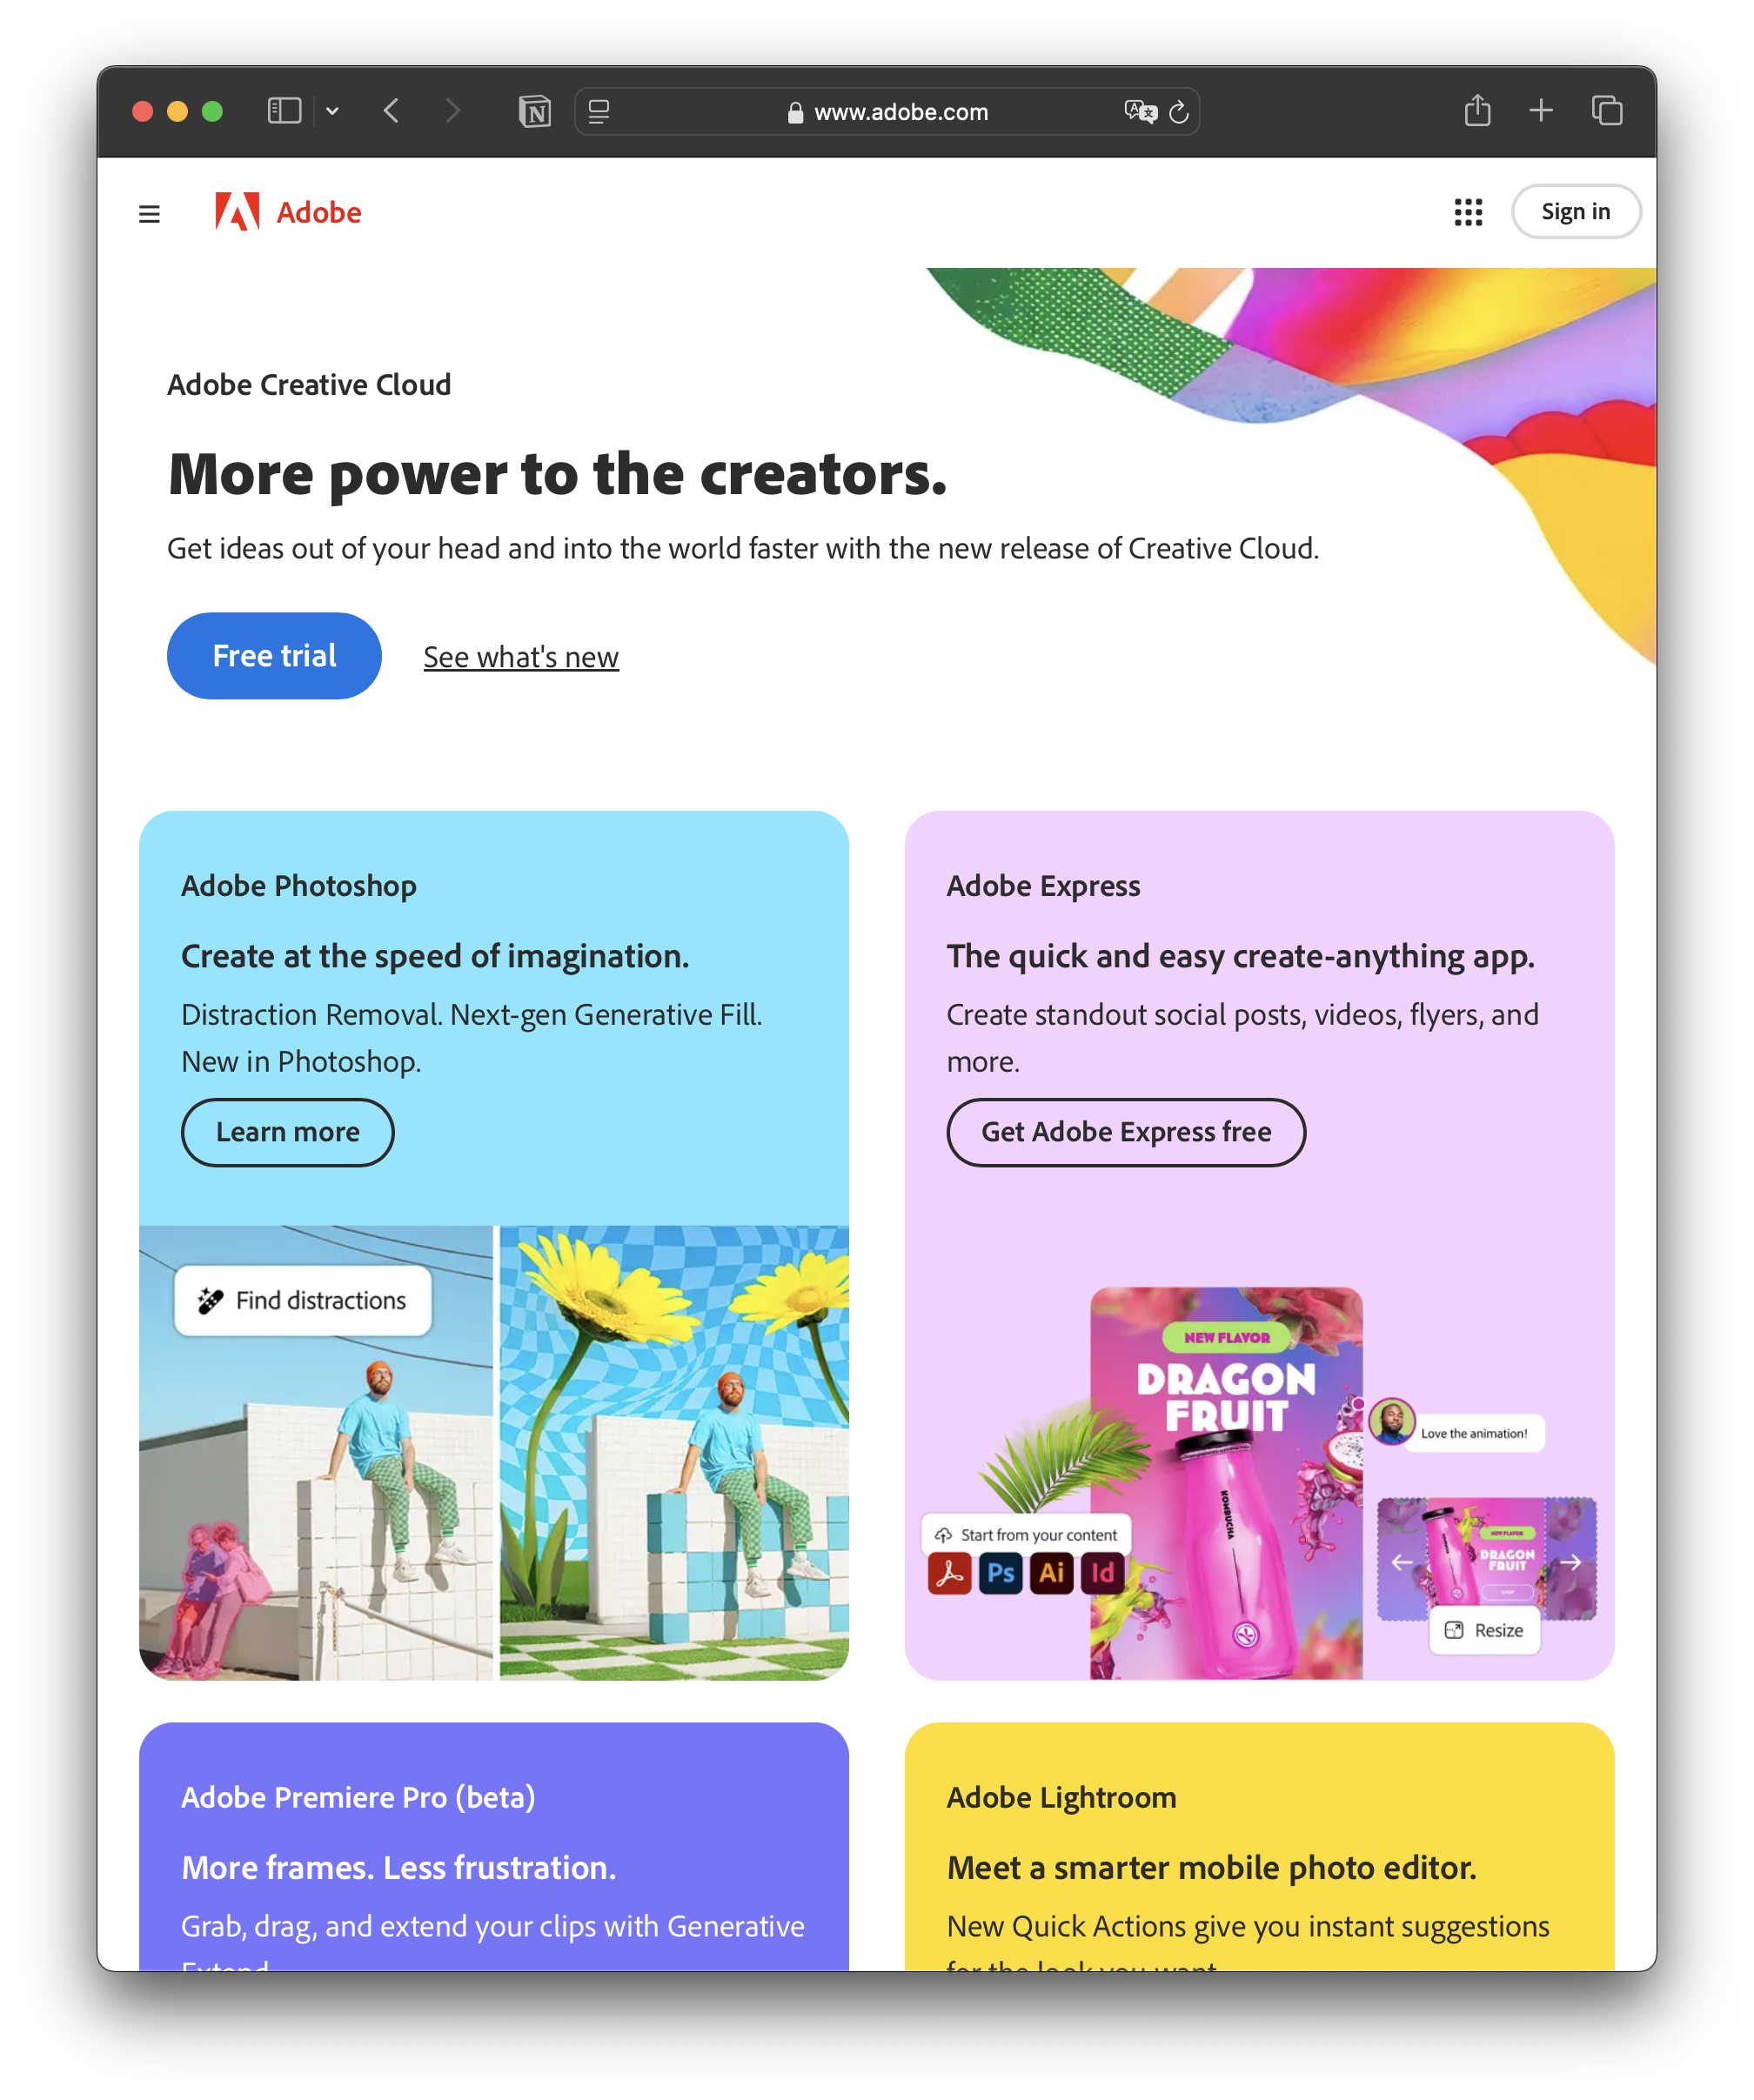 www.adobe.com
Adobe
Sign in
Adobe Creative Cloud
More power to the creators.
Get ideas out of your head and into the world faster with the new release of Creative Cloud.
Free trial
See what's new
Adobe Photoshop
Create at the speed of imagination.
Distraction Removal. Next-gen Generative Fill.
New in Photoshop.
Learn more
Find distractions
Adobe Express
The quick and easy create-anything app.
Create standout social posts, videos, flyers, and
more.
Get Adobe Express free
NEW FLAVOR
DRAGON
FRUIT
KOMBUCHA
Love the animation!
Start from your content
Ps
Ai
Id
NEW FLAVOR
DRAGON
FRUIT
Resize
Adobe Premiere Pro (beta)
More frames. Less frustration.
Grab, drag, and extend your clips with Generative
Extend.
Adobe Lightroom
Meet a smarter mobile photo editor.
New Quick Actions give you instant suggestions
for the look you want.